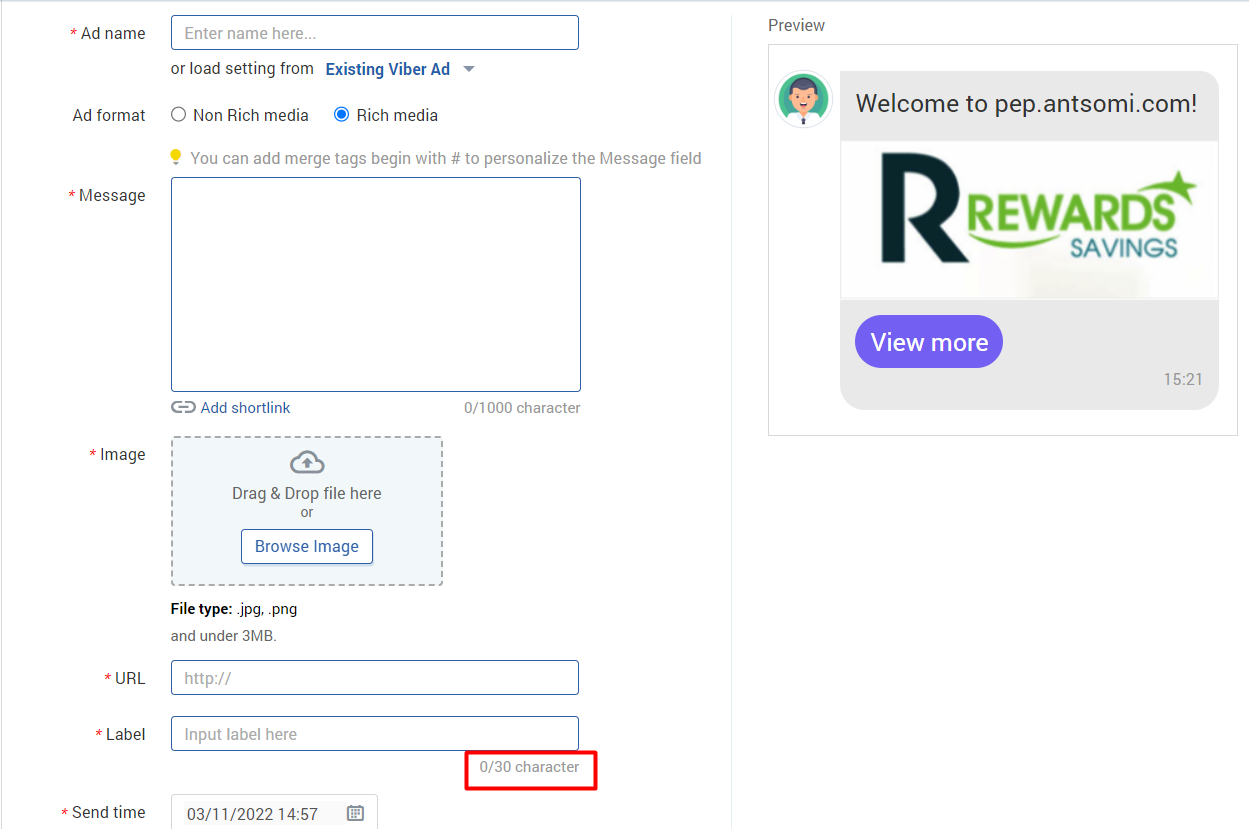 * Ad name
Enter name here...
or load setting from Existing Viber Ad
Ad format Non Rich media Rich media
You can add merge tags begin with # to personalize the Message field
* Message
Add shortlink 0/1000 character
* Image
Drag & Drop file here
or
Browse Image
File type: .jpg, .png
and under 3MB.
* URL http://
* Label Input label here
0/30 character
* Send time 03/11/2022 14:57
Preview
Welcome to pep.antsomi.com!
R REWARDS
SAVINGS
View more
15:21